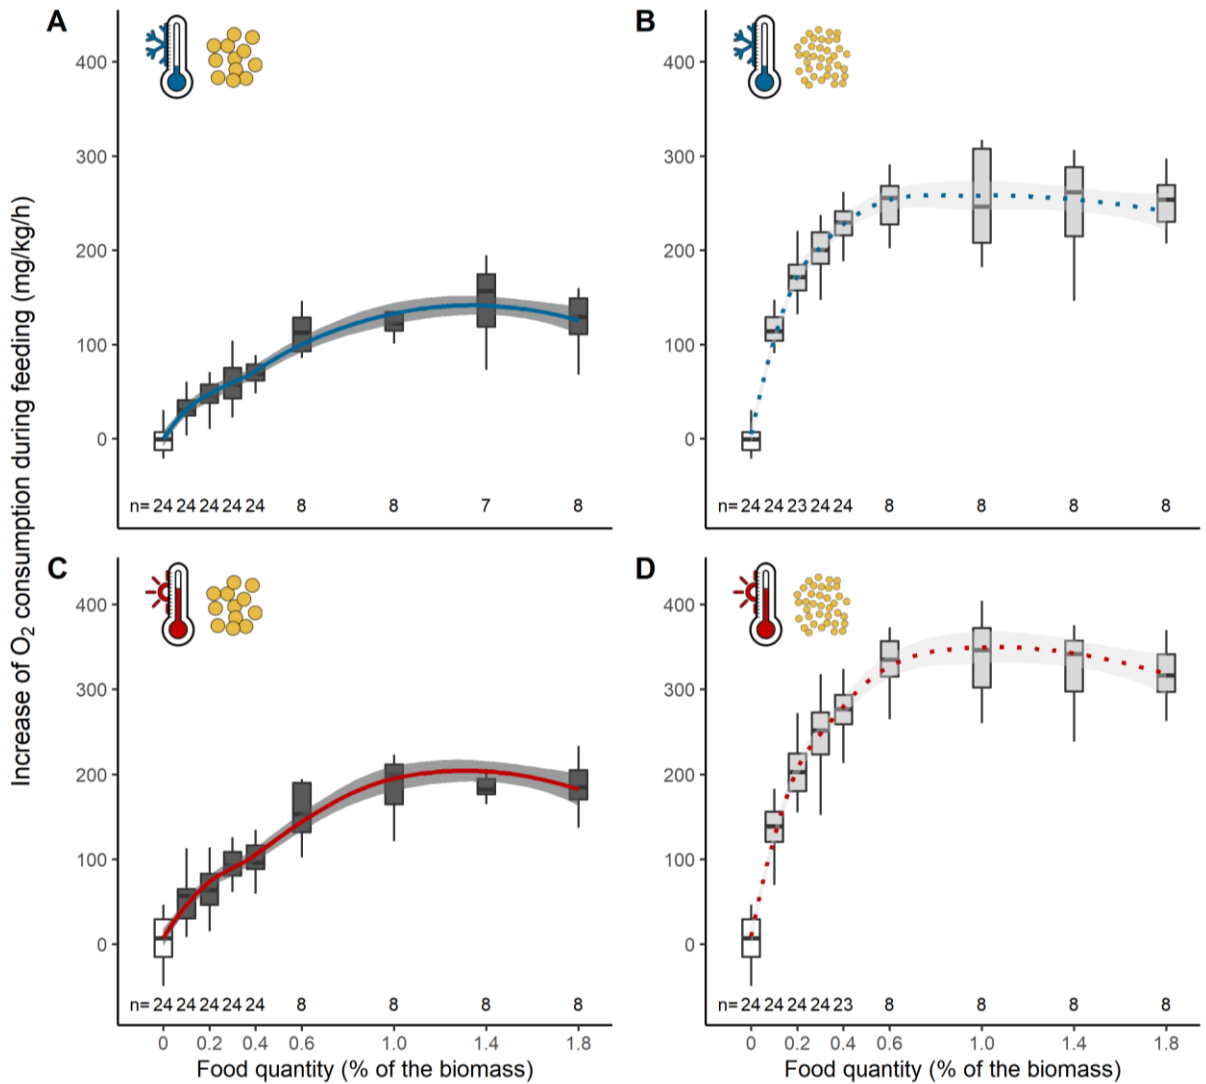 A
B
400
300
200
100
0
n= 24 24 24 24 24 8 8 7 8
400
300
200
100
0
n= 24 24 23 24 24 8 8 8 8
Increase of O₂ consumption during feeding (mg/kg/h)
C
D
400
300
200
100
0
n= 24 24 24 24 24 8 8 8 8
0 0.2 0.4 0.6 1.0 1.4 1.8
Food quantity (% of the biomass)
400
300
200
100
0
n= 24 24 24 24 23 8 8 8 8
0 0.2 0.4 0.6 1.0 1.4 1.8
Food quantity (% of the biomass)